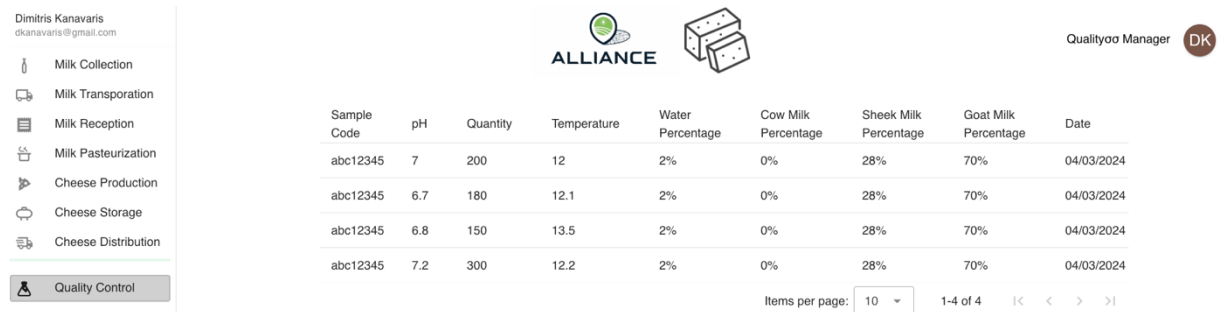 Dimitris Kanavaris
dkanavaris@gmail.com
Milk Collection
Milk Transporation
Milk Reception
Milk Pasteurization
Cheese Production
Cheese Storage
Cheese Distribution
Quality Control
ALLIANCE
Qualityσσ Manager DK
Sample Code pH Quantity Temperature Water Percentage Cow Milk Percentage Sheek Milk Percentage Goat Milk Percentage Date
abc12345 7 200 12 2% 0% 28% 70% 04/03/2024
abc12345 6.7 180 12.1 2% 0% 28% 70% 04/03/2024
abc12345 6.8 150 13.5 2% 0% 28% 70% 04/03/2024
abc12345 7.2 300 12.2 2% 0% 28% 70% 04/03/2024
Items per page: 10 1-4 of 4